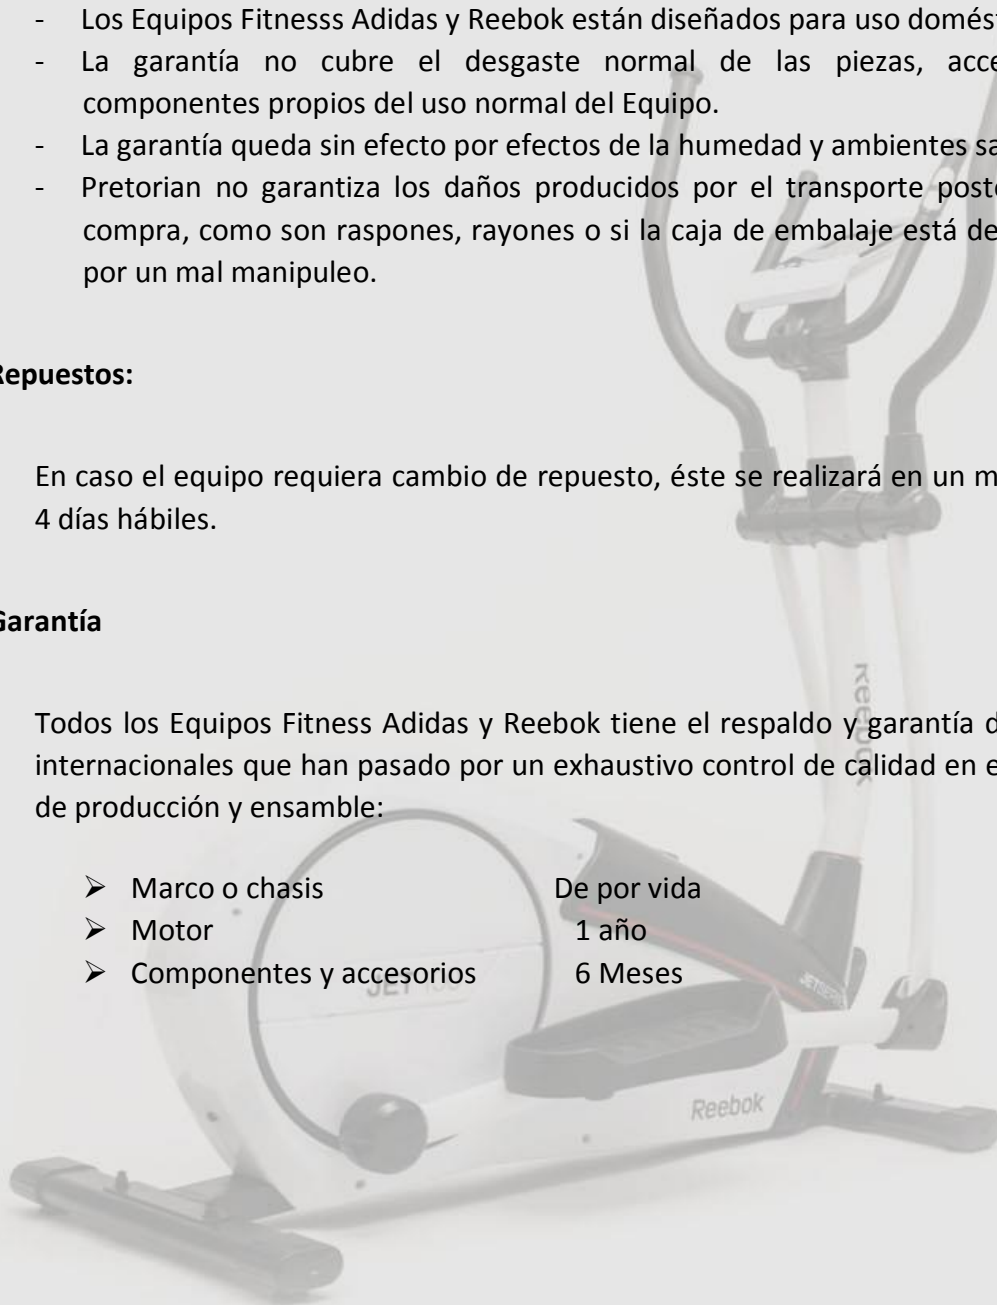 - Los Equipos Fitnesss Adidas y Reebok están diseñados para uso
- La garantía no cubre el desgaste normal de las piezas,
componentes propios del uso normal del Equipo.
- La garantía queda sin efecto por efectos de la humedad y ambientes
- Pretorian no garantiza los daños producidos por el transporte
compra, como son raspones, rayones o si la caja de embalaje está
por un mal manipuleo.
Repuestos:
En caso el equipo requiera cambio de repuesto, éste se realizará en un
4 días hábiles.
Garantía
Todos los Equipos Fitness Adidas y Reebok tiene el respaldo y garantía
internacionales que han pasado por un exhaustivo control de calidad en
de producción y ensamble:
➢ Marco o chasis De por vida
➢ Motor 1 año
➢ Componentes y accesorios 6 Meses
Reebok
JET
Reebok